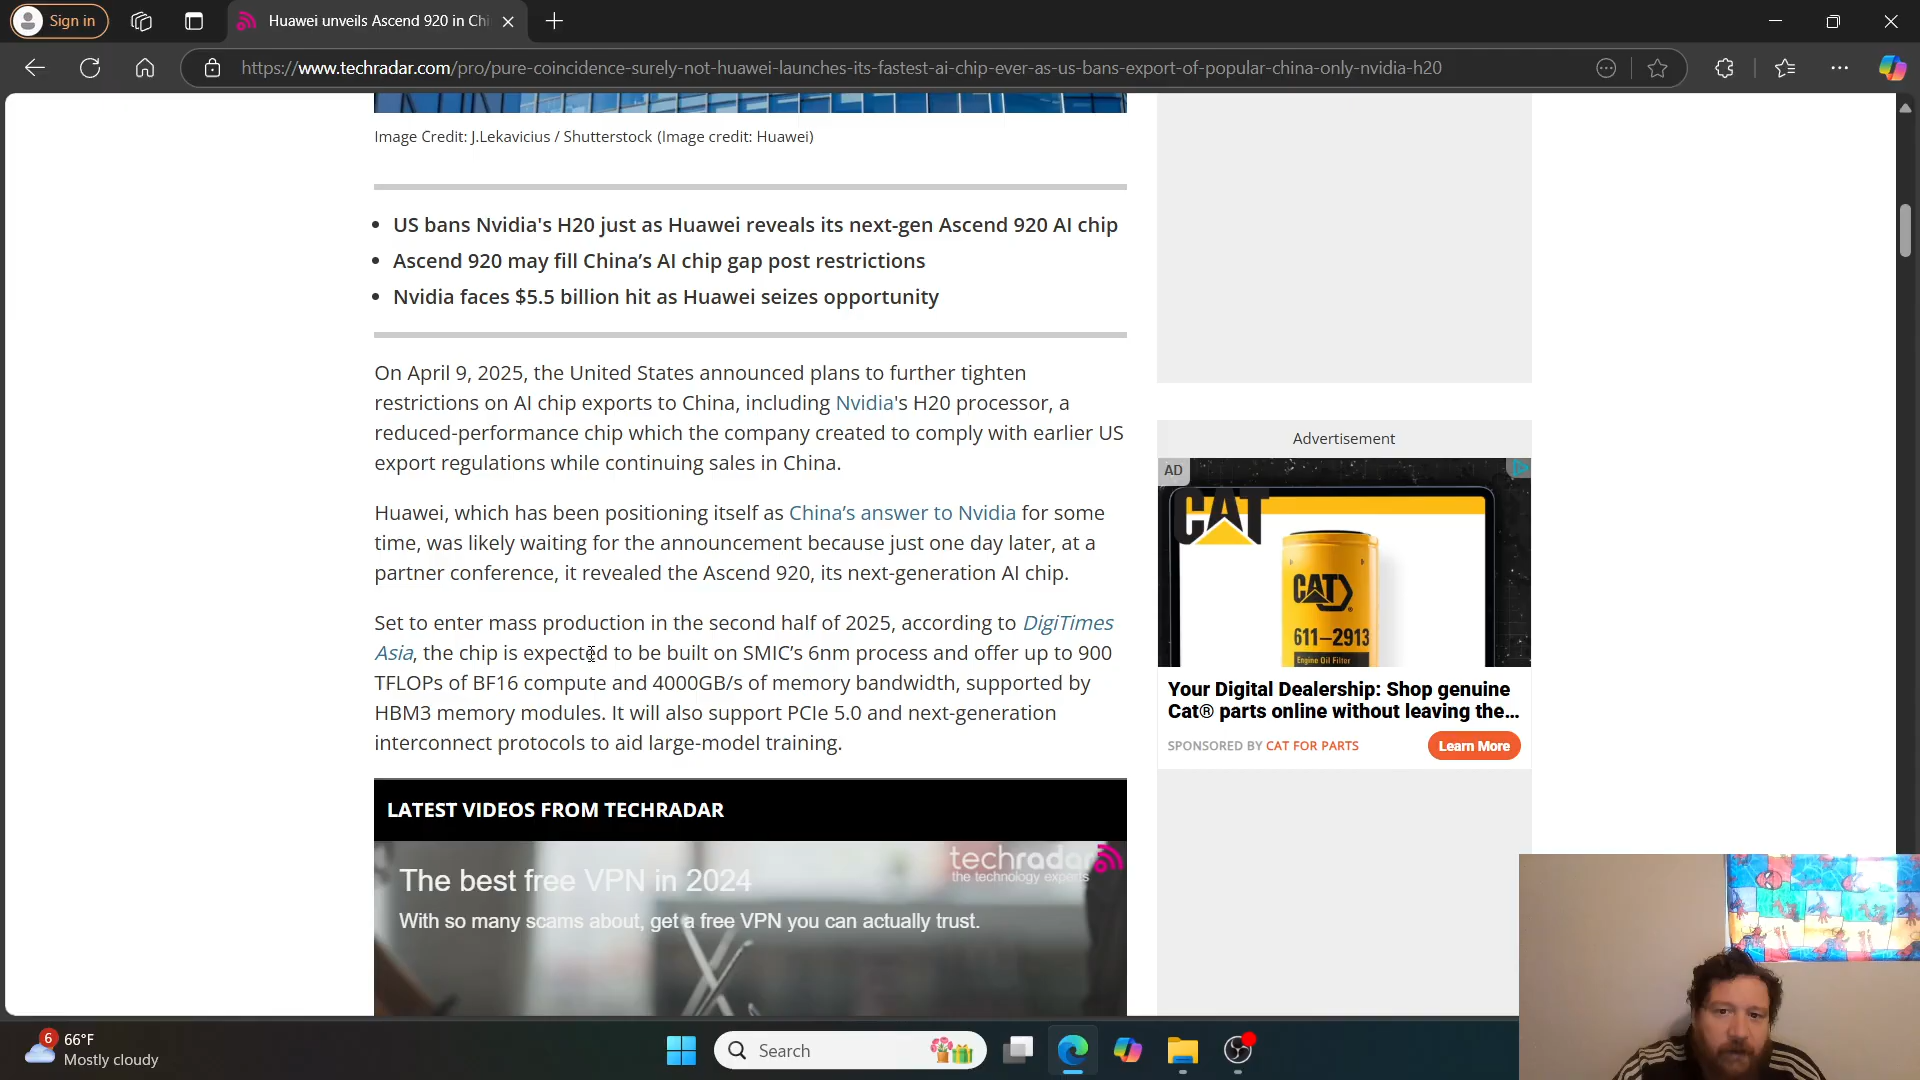 Sign in
Huawei unveils Ascend 920 in Chi
https://www.techradar.com/pro/pure-coincidence-surely-not-huawei-launches-its-fastest-ai-chip-ever-as-us-bans-export-of-popular-china-only-nvidia-h20
Image Credit: J.Lekavicius / Shutterstock (Image credit: Huawei)
• US bans Nvidia's H20 just as Huawei reveals its next-gen Ascend 920 AI chip
• Ascend 920 may fill China’s AI chip gap post restrictions
• Nvidia faces $5.5 billion hit as Huawei seizes opportunity
On April 9, 2025, the United States announced plans to further tighten
restrictions on AI chip exports to China, including Nvidia's H20 processor, a
reduced-performance chip which the company created to comply with earlier US
export regulations while continuing sales in China.
Huawei, which has been positioning itself as China’s answer to Nvidia for some
time, was likely waiting for the announcement because just one day later, at a
partner conference, it revealed the Ascend 920, its next-generation AI chip.
Set to enter mass production in the second half of 2025, according to DigiTimes
Asia, the chip is expected to be built on SMIC’s 6nm process and offer up to 900
TFLOPs of BF16 compute and 4000GB/s of memory bandwidth, supported by
HBM3 memory modules. It will also support PCIe 5.0 and next-generation
interconnect protocols to aid large-model training.
LATEST VIDEOS FROM TECHRADAR
techradar
the technology experts
The best free VPN in 2024
With so many scams about, get a free VPN you can actually trust.
Advertisement
AD
CAT
CAT
611–2913
Engine Oil Filter
Your Digital Dealership: Shop genuine
Cat® parts online without leaving the...
SPONSORED BY CAT FOR PARTS
Learn More
6
66°F
Mostly cloudy
Search